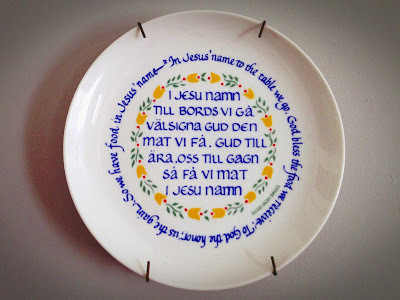 In Jesus' name to the table we go God bless the food we receive To God the honor, us the gain, So we have food in Jesus' name
I JESU NAMN
TILL BORDS VI GÅ
VÄLSIGNA GUD DEN
MAT VI FÅ. GUD TILL
ÄRA, OSS TILL GAGN
SÅ FÅ VI MAT
I JESU NAMN